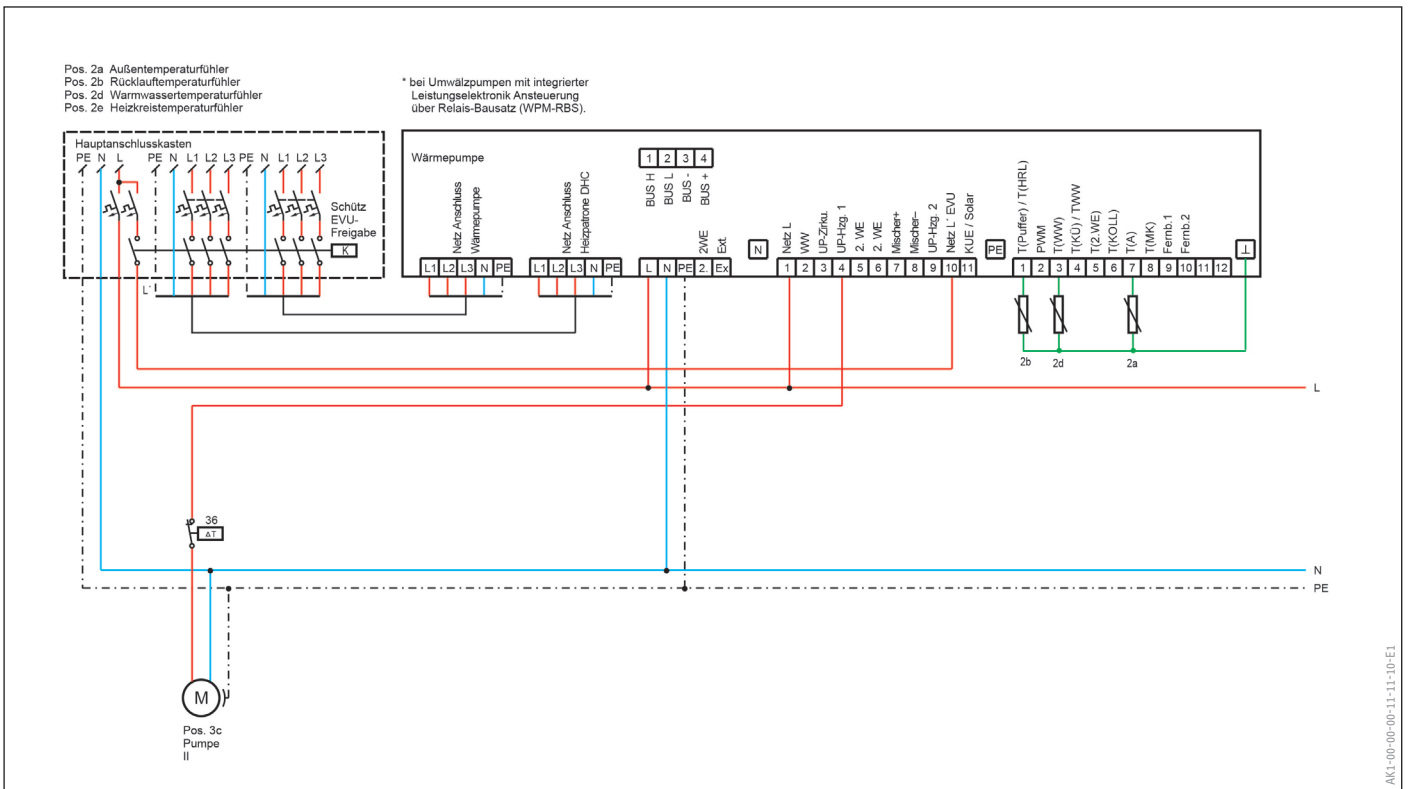 Pos. 2a Außentemperaturfühler
Pos. 2b Rücklauftemperaturfühler
Pos. 2d Warmwassertemperaturfühler
Pos. 2e Heizkreistemperaturfühler
* bei Umwälzpumpen mit integrierter
Leistungselektronik Ansteuerung
über Relais-Bausatz (WPM-RBS).
Hauptanschlusskasten
PE N L PE N L1 L2 L3 PE N L1 L2 L3
Schütz
EVU-
Freigabe
K
L´
Wärmepumpe
Netz Anschluss
Wärmepumpe
L1 L2 L3 N PE
Netz Anschluss
Heizpatrone DHC
L1 L2 L3 N PE
1 2 3 4
BUS H
BUS L
BUS -
BUS +
2WE
Ext.
L N PE 2. Ex
N
Netz L
WW
UP-Zirku.
UP-Hzg. 1
2. WE
2. WE
Mischer+
Mischer–
UP-Hzg. 2
Netz L´ EVU
KUE / Solar
1 2 3 4 5 6 7 8 9 10 11
PE
T(Puffer) / T(HRL)
PWM
T(WW)
T(KÜ) / TWW
T(2.WE)
T(KOLL)
T(A)
T(MK)
Fernb.1
Fernb.2
1 2 3 4 5 6 7 8 9 10 11 12
⊥
2b 2d 2a
L
36
ΔT
N
PE
M
Pos. 3c
Pumpe
II
AK1-00-00-00-11-11-10-E1